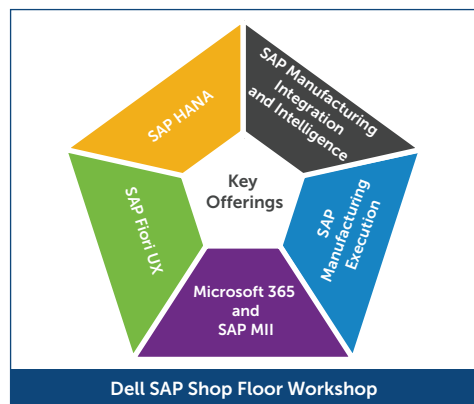 SAP HANA
SAP Manufacturing
Integration
and Intelligence
Key
Offerings
SAP Fiori UX
SAP
Manufacturing
Execution
Microsoft 365
and
SAP MII
Dell SAP Shop Floor Workshop